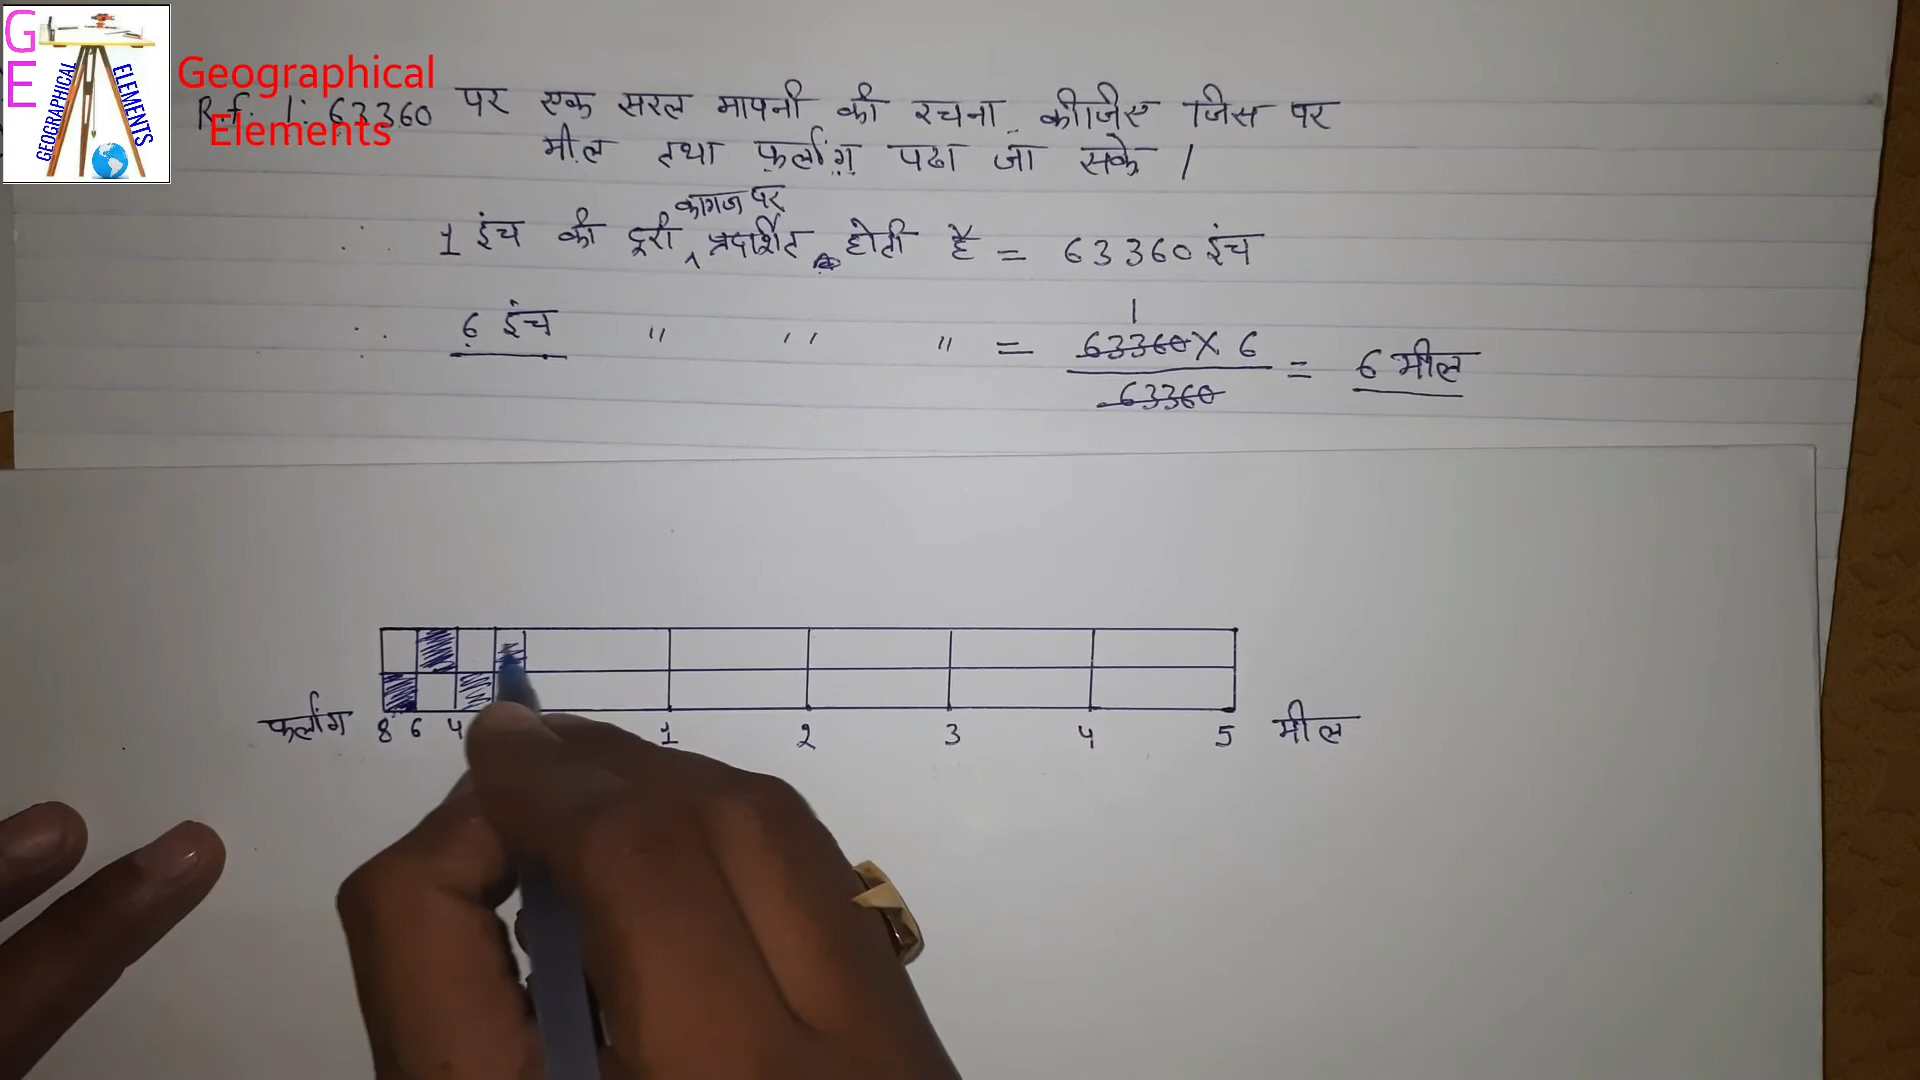 G
E
GEOGRAPHICAL
ELEMENTS
Geographical
Elements
R.f. 1: 63360 पर एक सरल मापनी की रचना कीजिए जिस पर
मील तथा फर्लांग पढा जा सके |
कागज पर
∴ 1 इंच की दूरी ^ प्रदर्शित होती है = 63360 इंच
∴ 6 इंच " " " = 63360 X 6 = 6 मील
1
63360
फर्लांग 8 6 4 1 2 3 4 5 मील